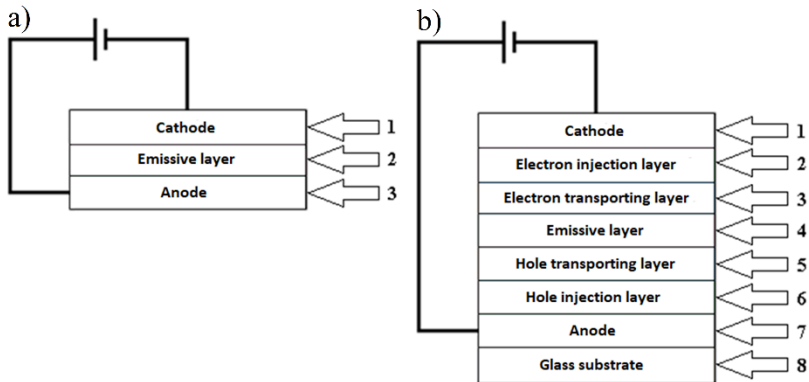 a)
Cathode 1
Emissive layer 2
Anode 3
b)
Cathode 1
Electron injection layer 2
Electron transporting layer 3
Emissive layer 4
Hole transporting layer 5
Hole injection layer 6
Anode 7
Glass substrate 8